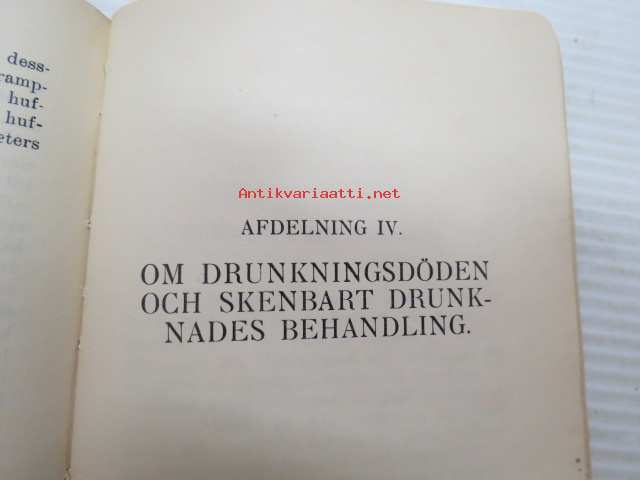 dess-
ramp-
huf-
huf-
eters
Antikvariaatti.net
AFDELNING IV.
OM DRUNKNINGSDÖDEN
OCH SKENBART DRUNK-
NADES BEHANDLING.